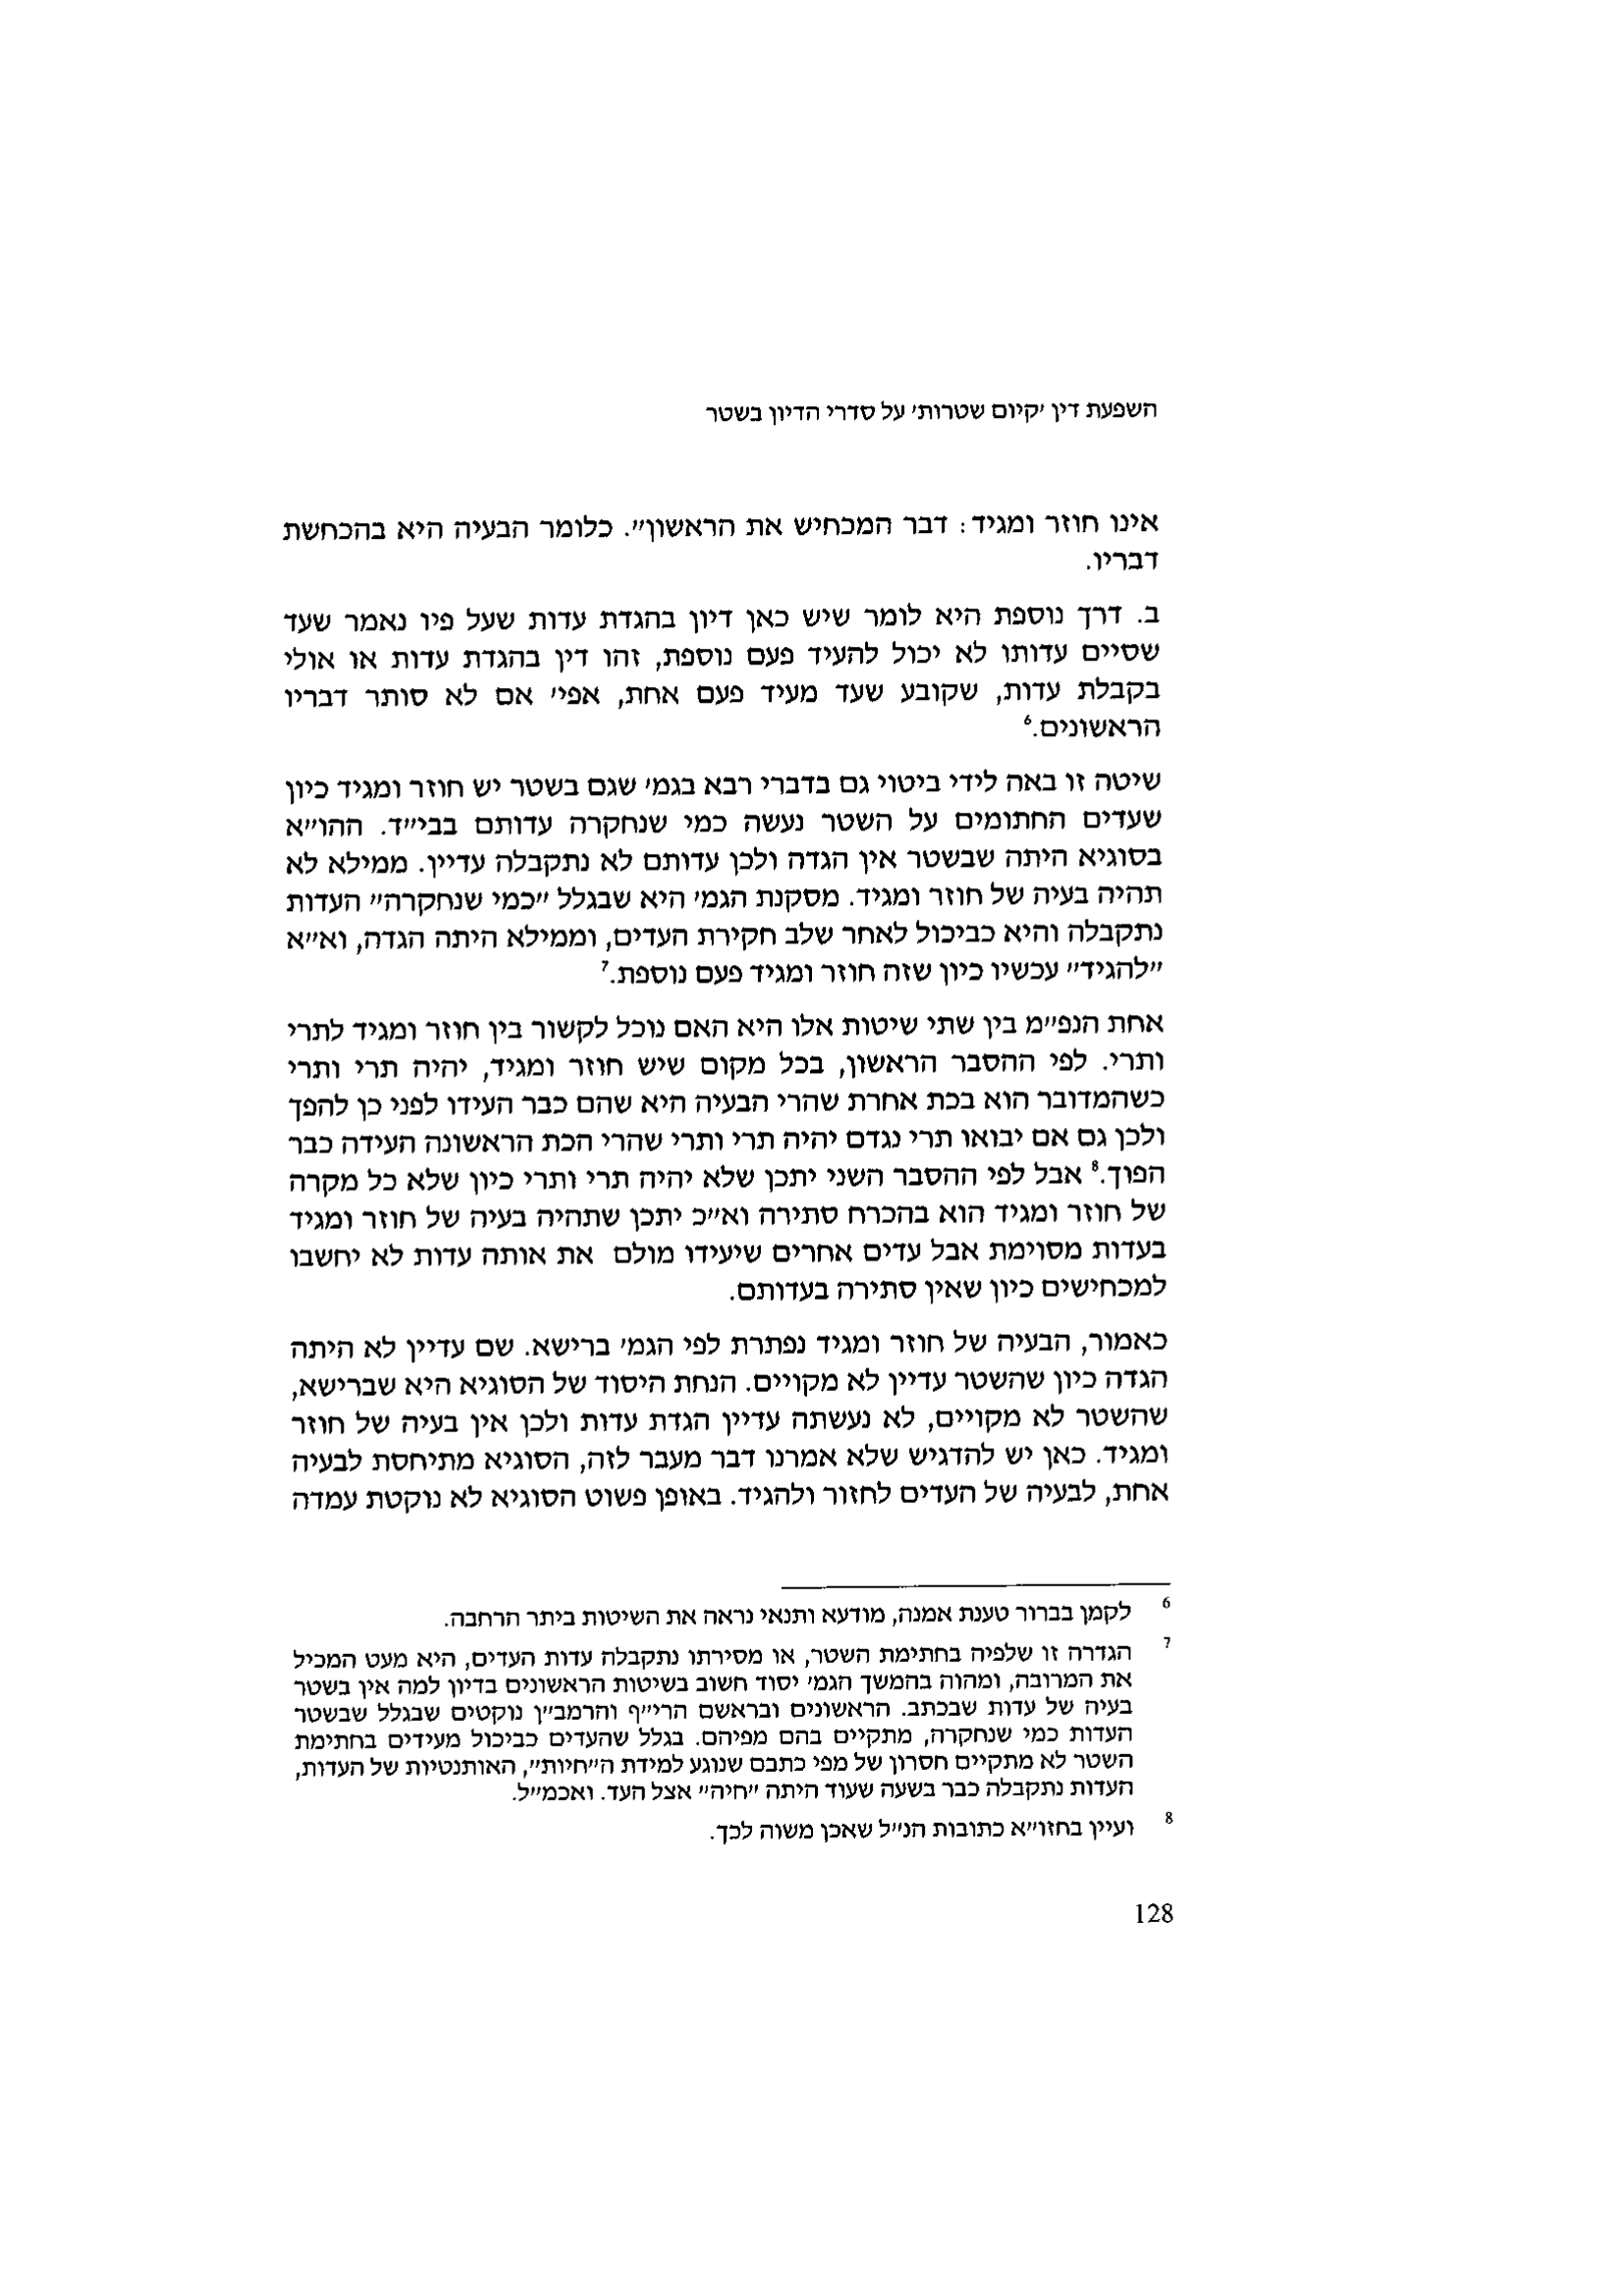 השפעת דין 'קיום שטרות' על סדרי הדיון בשטר
אינו חוזר ומגיד: דבר המכחיש את הראשון". כלומר הבעיה היא בהכחשת
דבריו.
ב. דרך נוספת היא לומר שיש כאן דיון בהגדת עדות שעל פיו נאמר שעד
שסיים עדותו לא יכול להעיד פעם נוספת, זהו דין בהגדת עדות או אולי
בקבלת עדות, שקובע שעד מעיד פעם אחת, אפי' אם לא סותר דבריו
הראשונים.6
שיטה זו באה לידי ביטוי גם בדברי רבא בגמ' שגם בשטר יש חוזר ומגיד כיון
שעדים החתומים על השטר נעשה כמי שנחקרה עדותם בבי"ד. ההו"א
בסוגיא היתה שבשטר אין הגדה ולכן עדותם לא נתקבלה עדיין. ממילא לא
תהיה בעיה של חוזר ומגיד. מסקנת הגמ' היא שבגלל "כמי שנחקרה" העדות
נתקבלה והיא כביכול לאחר שלב חקירת העדים, וממילא היתה הגדה, וא"א
"להגיד" עכשיו כיון שזה חוזר ומגיד פעם נוספת.7
אחת הנפ"מ בין שתי שיטות אלו היא האם נוכל לקשור בין חוזר ומגיד לתרי
ותרי. לפי ההסבר הראשון, בכל מקום שיש חוזר ומגיד, יהיה תרי ותרי
כשהמדובר הוא בכת אחרת שהרי הבעיה היא שהם כבר העידו לפני כן להפך
ולכן גם אם יבואו תרי נגדם יהיה תרי ותרי שהרי הכת הראשונה העידה כבר
הפוך.8 אבל לפי ההסבר השני יתכן שלא יהיה תרי ותרי כיון שלא כל מקרה
של חוזר ומגיד הוא בהכרח סתירה וא"כ יתכן שתהיה בעיה של חוזר ומגיד
בעדות מסוימת אבל עדים אחרים שיעידו מולם את אותה עדות לא יחשבו
למכחישים כיון שאין סתירה בעדותם.
כאמור, הבעיה של חוזר ומגיד נפתרת לפי הגמ' ברישא. שם עדיין לא היתה
הגדה כיון שהשטר עדיין לא מקויים. הנחת היסוד של הסוגיא היא שברישא,
שהשטר לא מקויים, לא נעשתה עדיין הגדת עדות ולכן אין בעיה של חוזר
ומגיד. כאן יש להדגיש שלא אמרנו דבר מעבר לזה, הסוגיא מתיחסת לבעיה
אחת, לבעיה של העדים לחזור ולהגיד. באופן פשוט הסוגיא לא נוקטת עמדה
6 לקמן בברור טענת אמנה, מודעא ותנאי נראה את השיטות ביתר הרחבה.
7 הגדרה זו שלפיה בחתימת השטר, או מסירתו נתקבלה עדות העדים, היא מעט המכיל
את המרובה, ומהוה בהמשך הגמ' יסוד חשוב בשיטות הראשונים בדיון למה אין בשטר
בעיה של עדות שבכתב. הראשונים ובראשם הרי"ף והרמב"ן נוקטים שבגלל שבשטר
העדות כמי שנחקרה, מתקיים בהם מפיהם. בגלל שהעדים כביכול מעידים בחתימת
השטר לא מתקיים חסרון של מפי כתבם שנוגע למידת ה"חיות", האותנטיות של העדות,
העדות נתקבלה כבר בשעה שעוד היתה "חיה" אצל העד. ואכמ"ל.
8 ועיין בחזו"א כתובות הנ"ל שאכן משוה לכך.
128